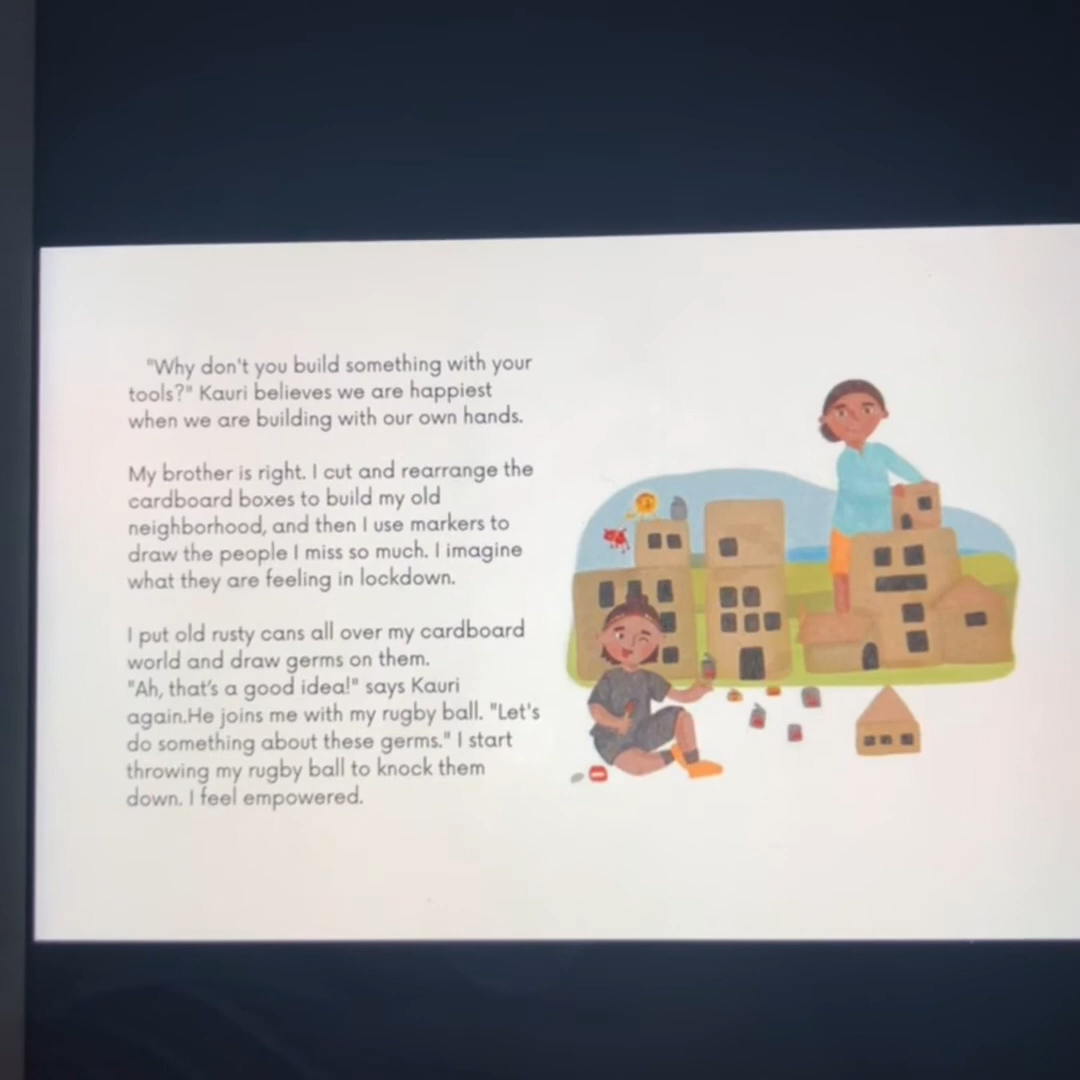 "Why don't you build something with your
tools?" Kauri believes we are happiest
when we are building with our own hands.
My brother is right. I cut and rearrange the
cardboard boxes to build my old
neighborhood, and then I use markers to
draw the people I miss so much. I imagine
what they are feeling in lockdown.
I put old rusty cans all over my cardboard
world and draw germs on them.
"Ah, that's a good idea!" says Kauri
again.He joins me with my rugby ball. "Let's
do something about these germs." I start
throwing my rugby ball to knock them
down. I feel empowered.